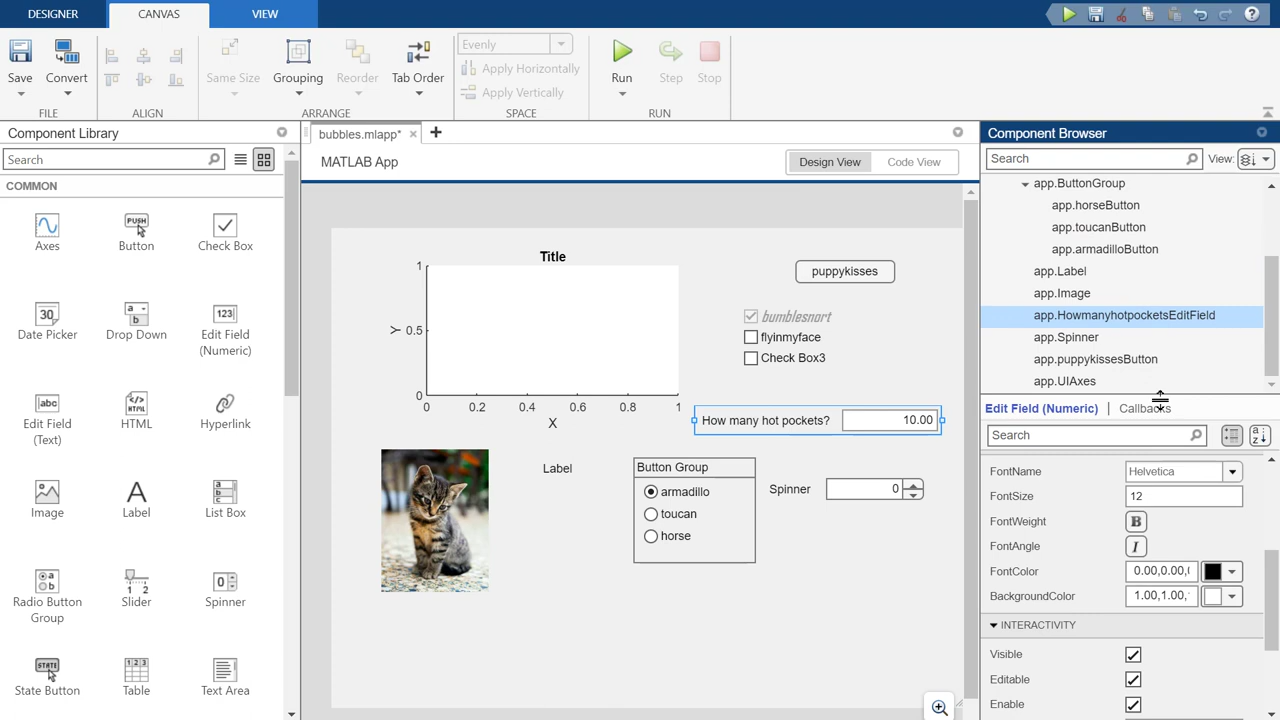 DESIGNER CANVAS VIEW
Save Convert Same Size Grouping Reorder Tab Order Evenly
Apply Horizontally
Apply Vertically
Run Step Stop
FILE ALIGN ARRANGE SPACE RUN
Component Library
Search
COMMON
Axes Button Check Box
PUSH
30
Date Picker Drop Down Edit Field
(Numeric)
123
abc
HTML
Edit Field
(Text) HTML Hyperlink
Image Label List Box
Radio Button
Group Slider Spinner
STATE
State Button Table Text Area
bubbles.mlapp*
MATLAB App Design View Code View
Title
1
Y 0.5
0
0 0.2 0.4 0.6 0.8 1
X
puppykisses
bumblesnort
flyinmyface
Check Box3
How many hot pockets? 10.00
Label
Button Group
armadillo
toucan
horse
Spinner 0
Component Browser
Search View:
app.ButtonGroup
app.horseButton
app.toucanButton
app.armadilloButton
app.Label
app.Image
app.HowmanyhotpocketsEditField
app.Spinner
app.puppykissesButton
app.UIAxes
Edit Field (Numeric) | Callbacks
Search
FontName Helvetica
FontSize 12
FontWeight B
FontAngle I
FontColor 0.00,0.00,
BackgroundColor 1.00,1.00,
INTERACTIVITY
Visible
Editable
Enable